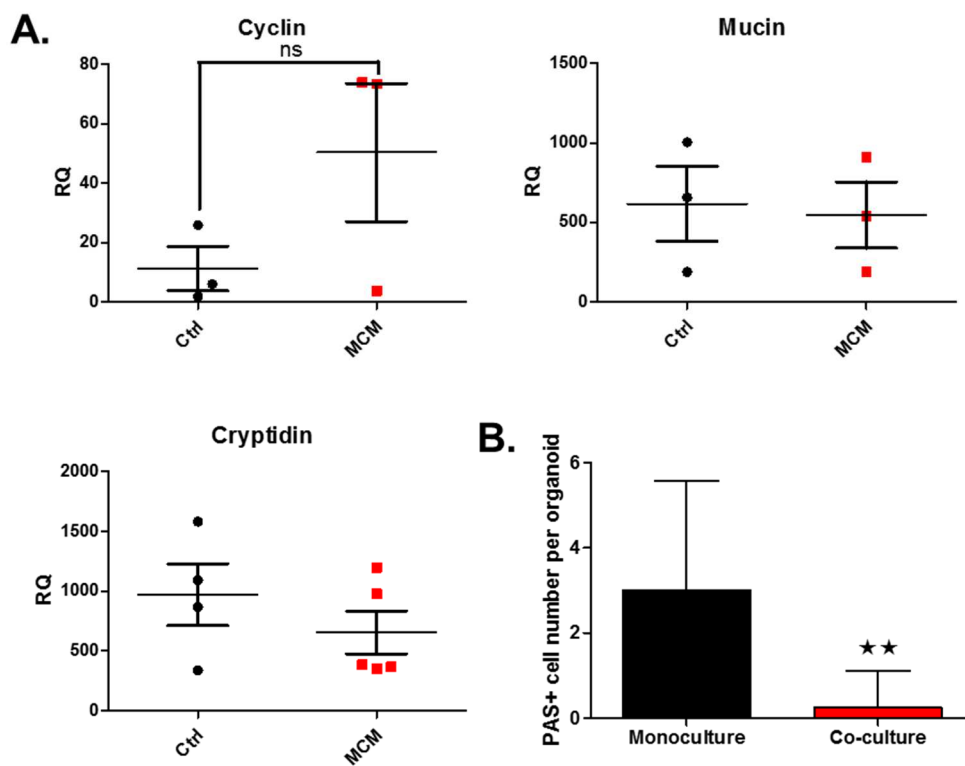 A.
Cyclin
ns
80
60
40
20
0
RQ
Ctrl
MCM
Mucin
1500
1000
500
0
RQ
Ctrl
MCM
Cryptidin
2000
1500
1000
500
0
RQ
Ctrl
MCM
B.
PAS+ cell number per organoid
6
4
2
0
★★
Monoculture
Co-culture